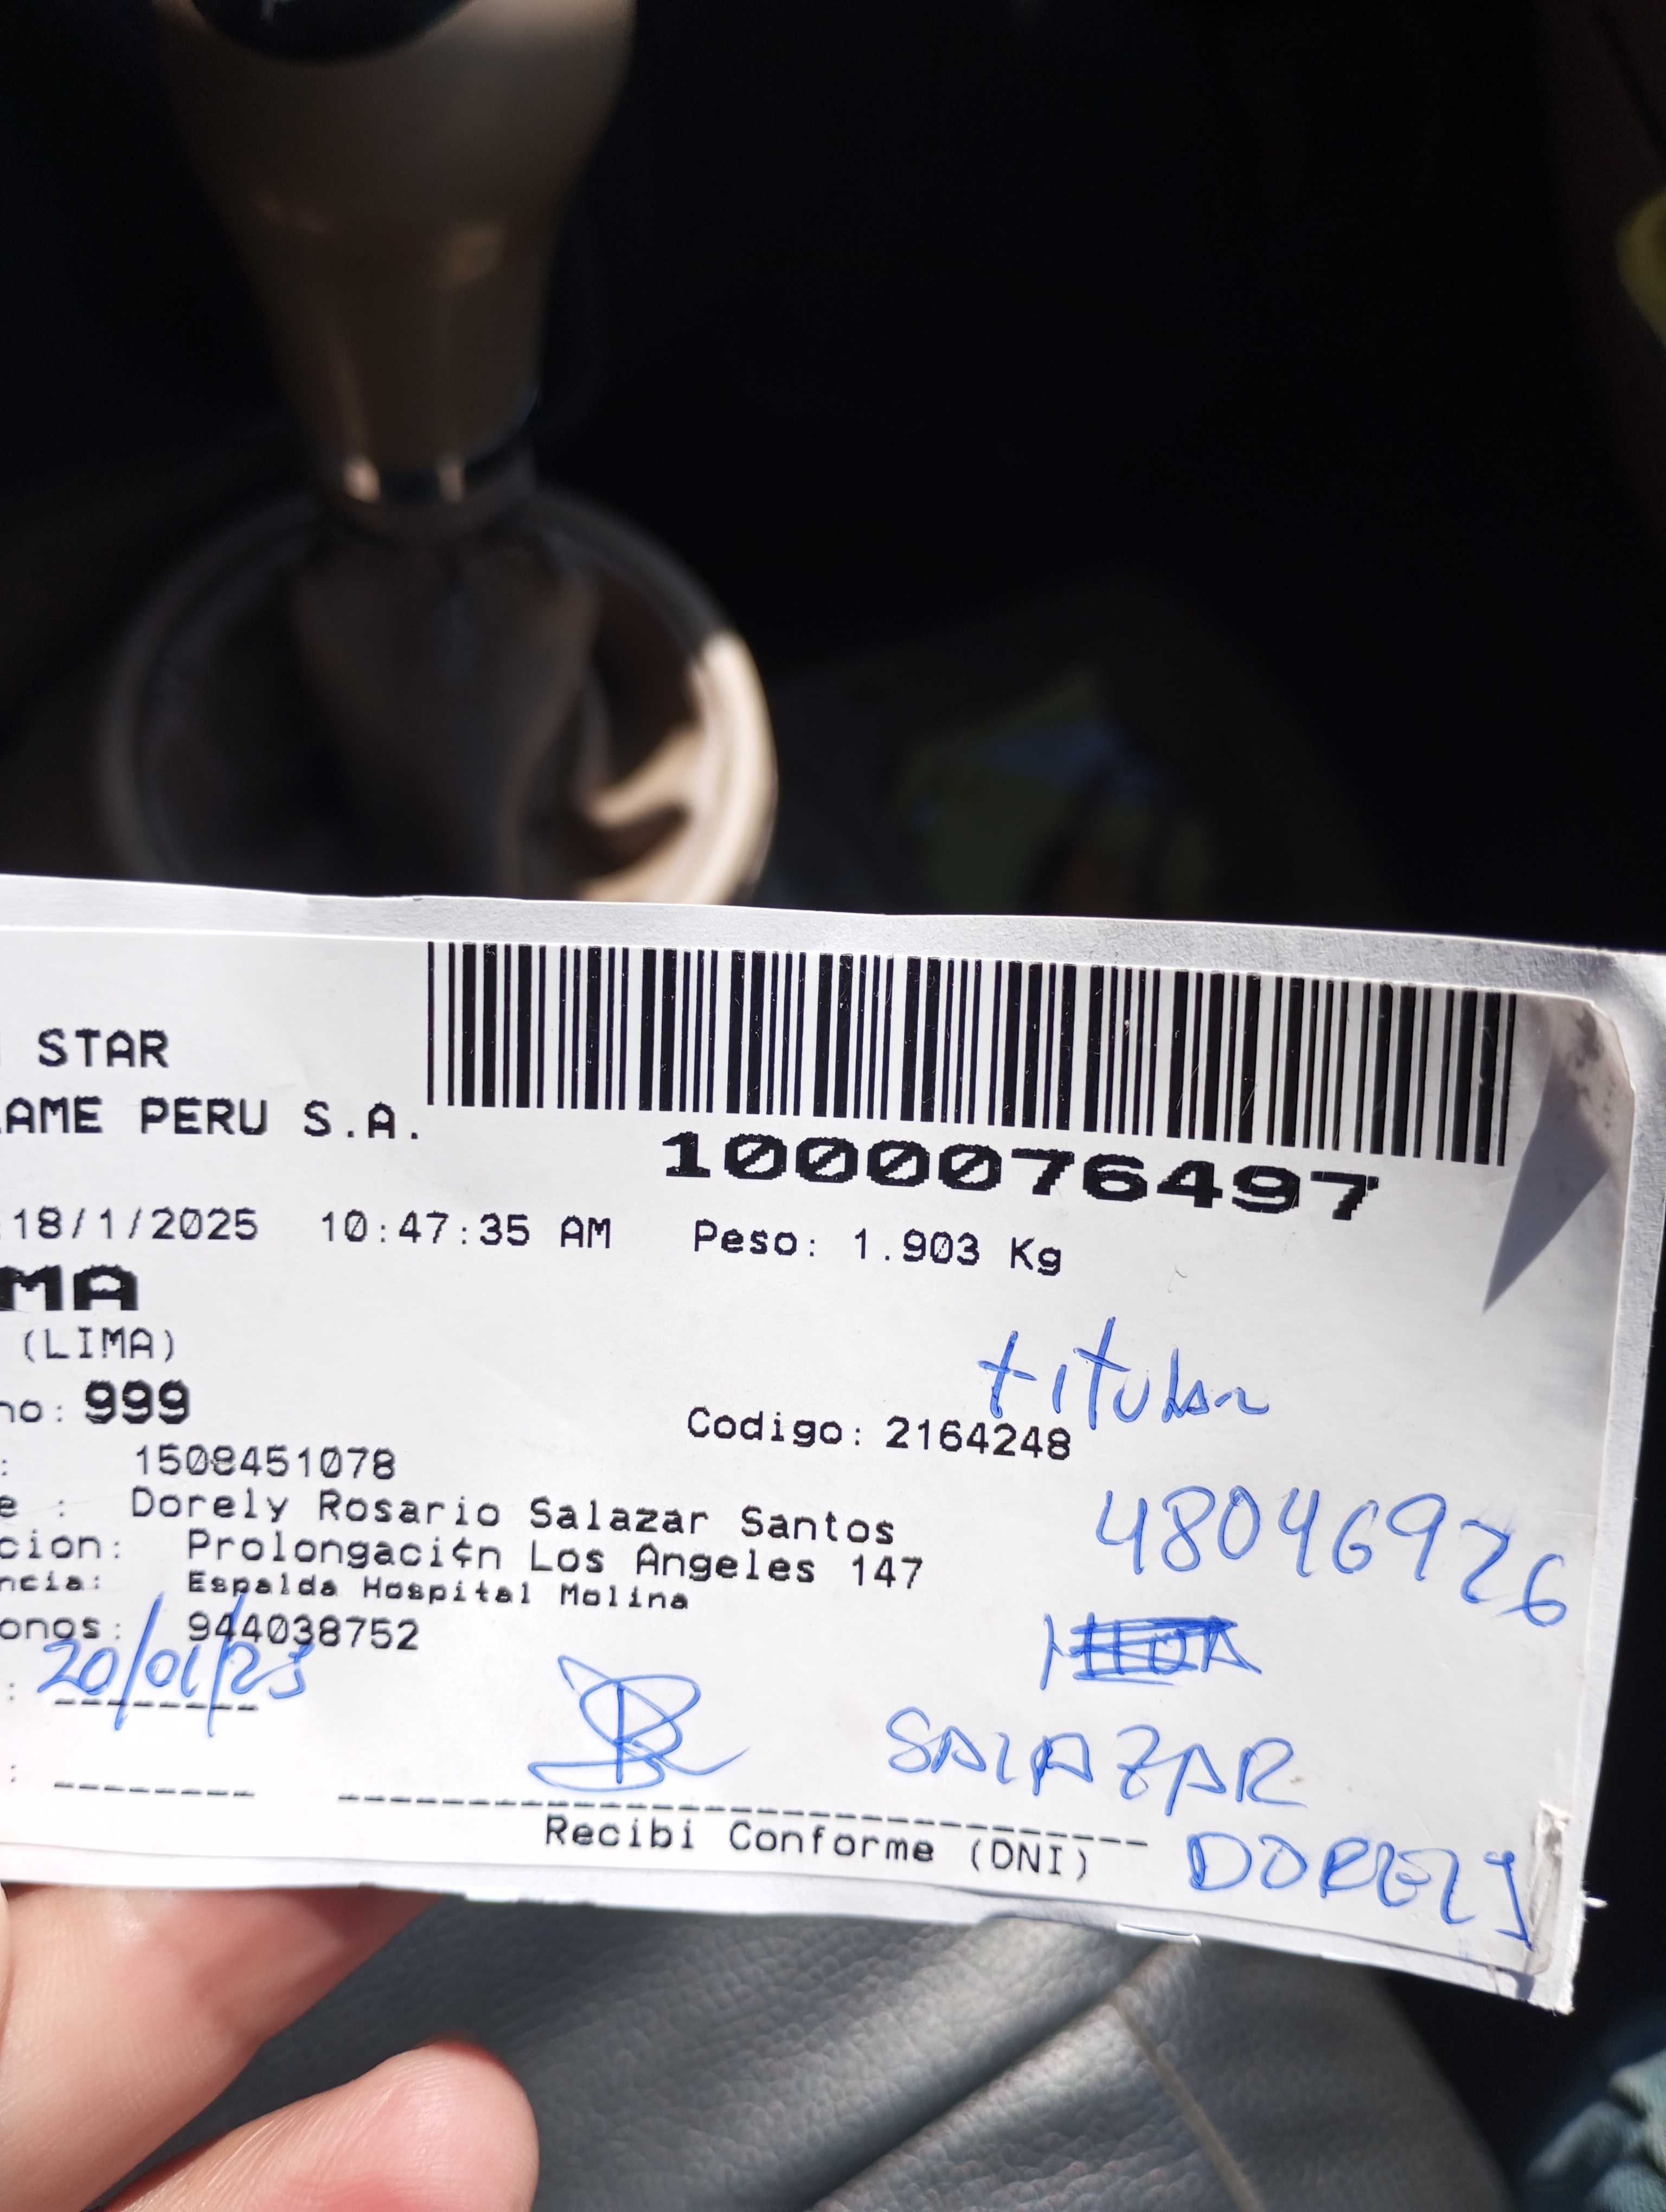 STAR
LAME PERU S.A.
1000076497
18/1/2025 10:47:35 AM Peso: 1.903 Kg
MA
(LIMA)
titular
no: 999
Codigo: 2164248
: 1508451078
e : Dorely Rosario Salazar Santos
48046926
cion: Prolongaci¢n Los Angeles 147
ncia: Espalda Hospital Molina
onos: 944038752
: 20/01/25
SALAZAR
: 
Recibi Conforme (DNI)
DORELY